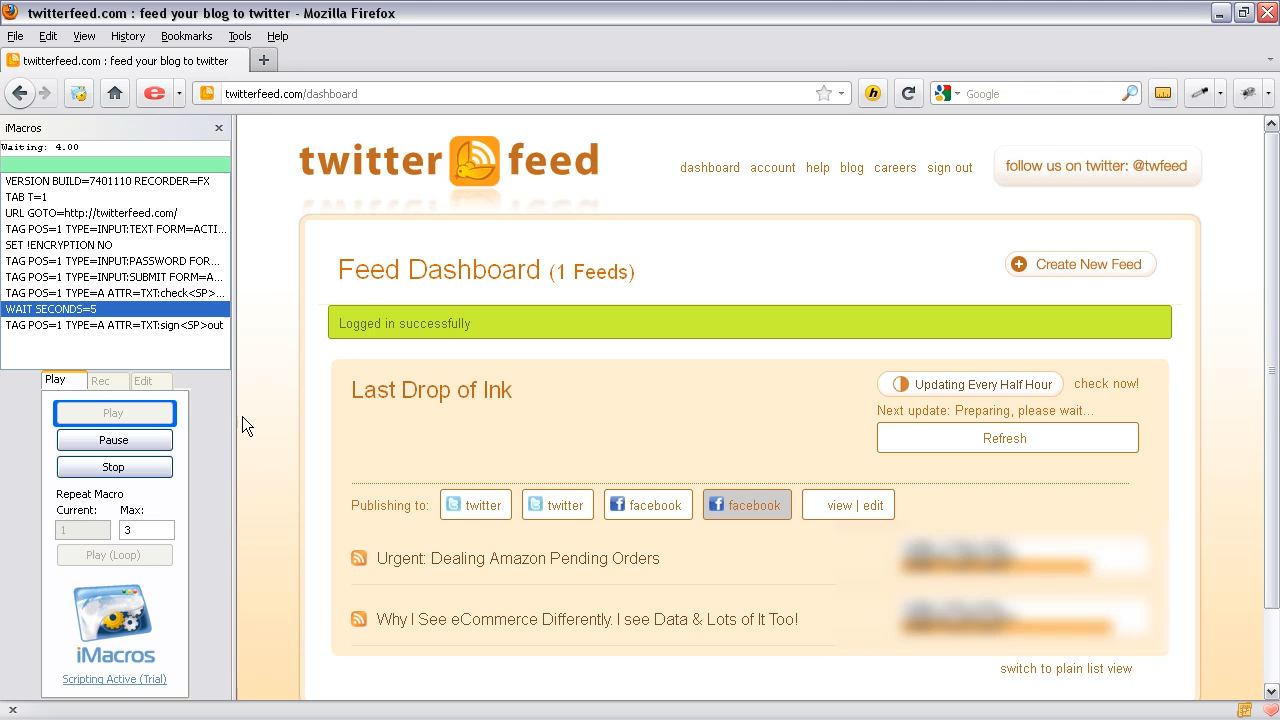 twitterfeed.com : feed your blog to twitter - Mozilla Firefox
File Edit View History Bookmarks Tools Help
twitterfeed.com : feed your blog to twitter
twitterfeed.com/dashboard
Google
iMacros
Waiting: 4.00
VERSION BUILD=7401110 RECORDER=FX
TAB T=1
URL GOTO=http://twitterfeed.com/
TAG POS=1 TYPE=INPUT:TEXT FORM=ACTI...
SET !ENCRYPTION NO
TAG POS=1 TYPE=INPUT:PASSWORD FOR...
TAG POS=1 TYPE=INPUT:SUBMIT FORM=A...
TAG POS=1 TYPE=A ATTR=TXT:check<SP>...
WAIT SECONDS=5
TAG POS=1 TYPE=A ATTR=TXT:sign<SP>out
Play Rec Edit
Play
Pause
Stop
Repeat Macro
Current: Max:
1 3
Play (Loop)
iMacros
Scripting Active (Trial)
twitter feed
dashboard account help blog careers sign out
follow us on twitter: @twfeed
Feed Dashboard (1 Feeds)
Create New Feed
Logged in successfully
Last Drop of Ink
Updating Every Half Hour check now!
Next update: Preparing, please wait...
Refresh
Publishing to: twitter twitter facebook facebook view | edit
Urgent: Dealing Amazon Pending Orders
Why I See eCommerce Differently. I see Data & Lots of It Too!
switch to plain list view